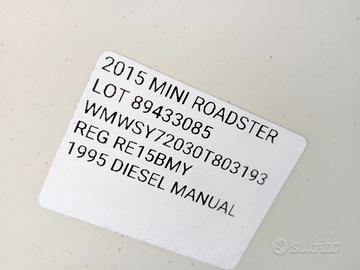 2015 MINI ROADSTER
LOT 89433085
WMWSY72030T803193
REG RE15BMY
1995 DIESEL MANUAL
subito